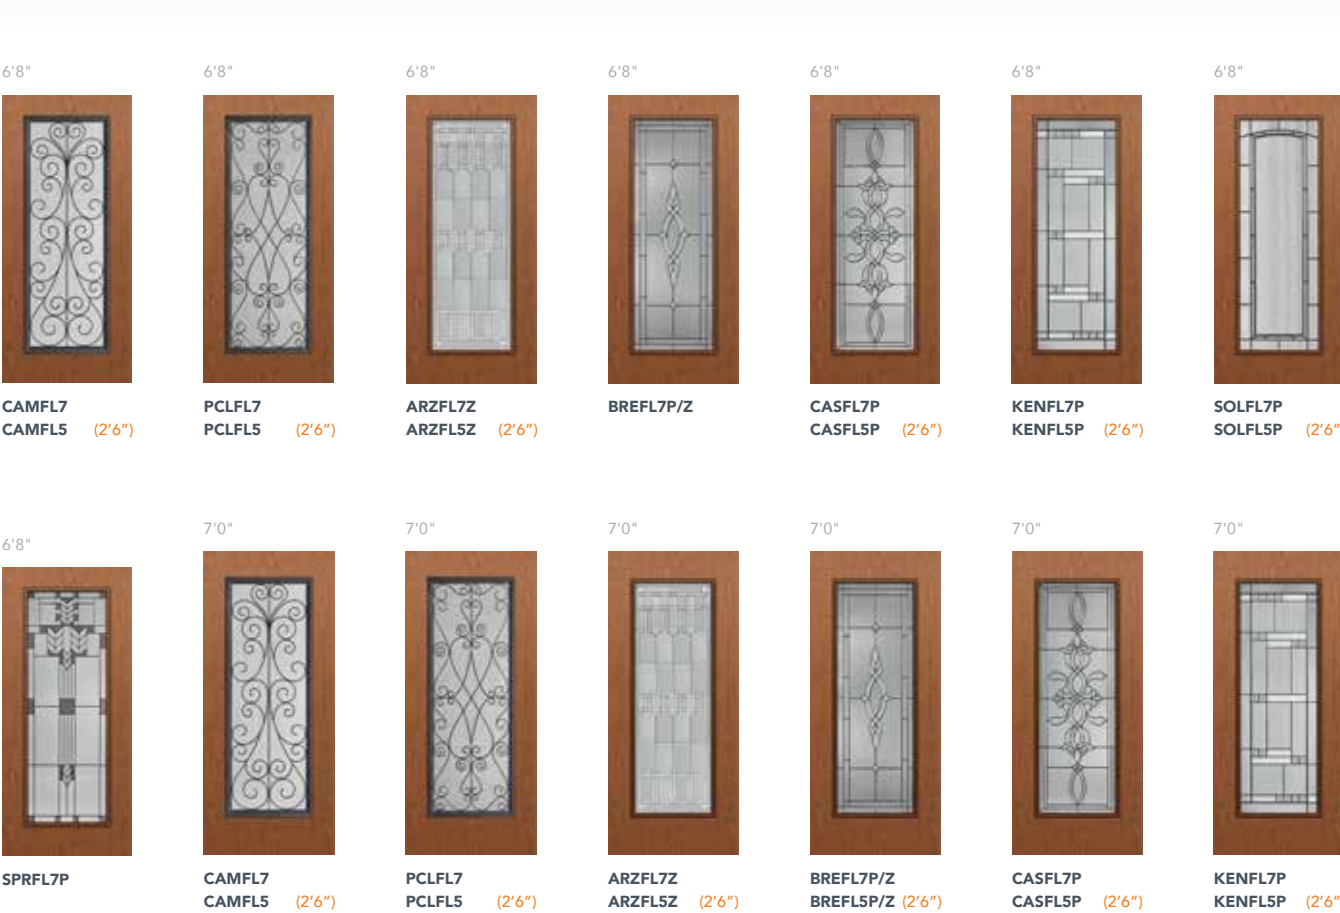 6'8" 6'8" 6'8" 6'8" 6'8" 6'8" 6'8"
CAMFL7 PCLFL7 ARZFL7Z BREFL7P/Z CASFL7P KENFL7P SOLFL7P
CAMFL5 (2'6”) PCLFL5 (2'6”) ARZFL5Z (2'6”) CASFL5P (2'6”) KENFL5P (2'6”) SOLFL5P (2'6”
6'8" 7'0" 7'0" 7'0" 7'0" 7'0" 7'0"
SPRFL7P CAMFL7 PCLFL7 ARZFL7Z BREFL7P/Z CASFL7P KENFL7P
CAMFL5 (2'6”) PCLFL5 (2'6”) ARZFL5Z (2'6”) BREFL5P/Z (2'6”) CASFL5P (2'6”) KENFL5P (2'6”